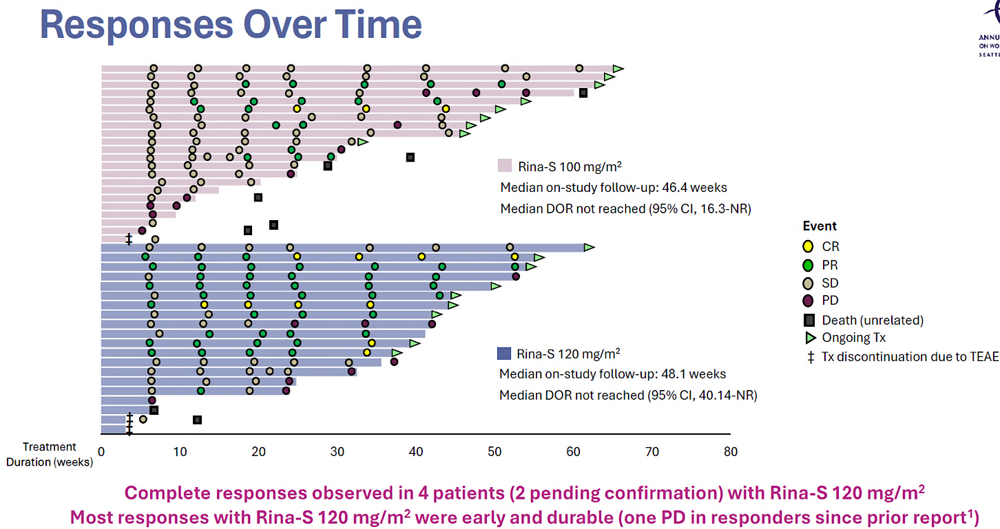 Responses Over Time
ANNU
ON WO
SEATTL
Rina-S 100 mg/m²
Median on-study follow-up: 46.4 weeks
Median DOR not reached (95% CI, 16.3-NR)
Event
CR
PR
SD
PD
Death (unrelated)
Ongoing Tx
‡ Tx discontinuation due to TEAE
‡
Rina-S 120 mg/m²
Median on-study follow-up: 48.1 weeks
Median DOR not reached (95% CI, 40.14-NR)
‡
‡
Treatment
Duration (weeks)
0 10 20 30 40 50 60 70 80
Complete responses observed in 4 patients (2 pending confirmation) with Rina-S 120 mg/m²
Most responses with Rina-S 120 mg/m² were early and durable (one PD in responders since prior report¹)